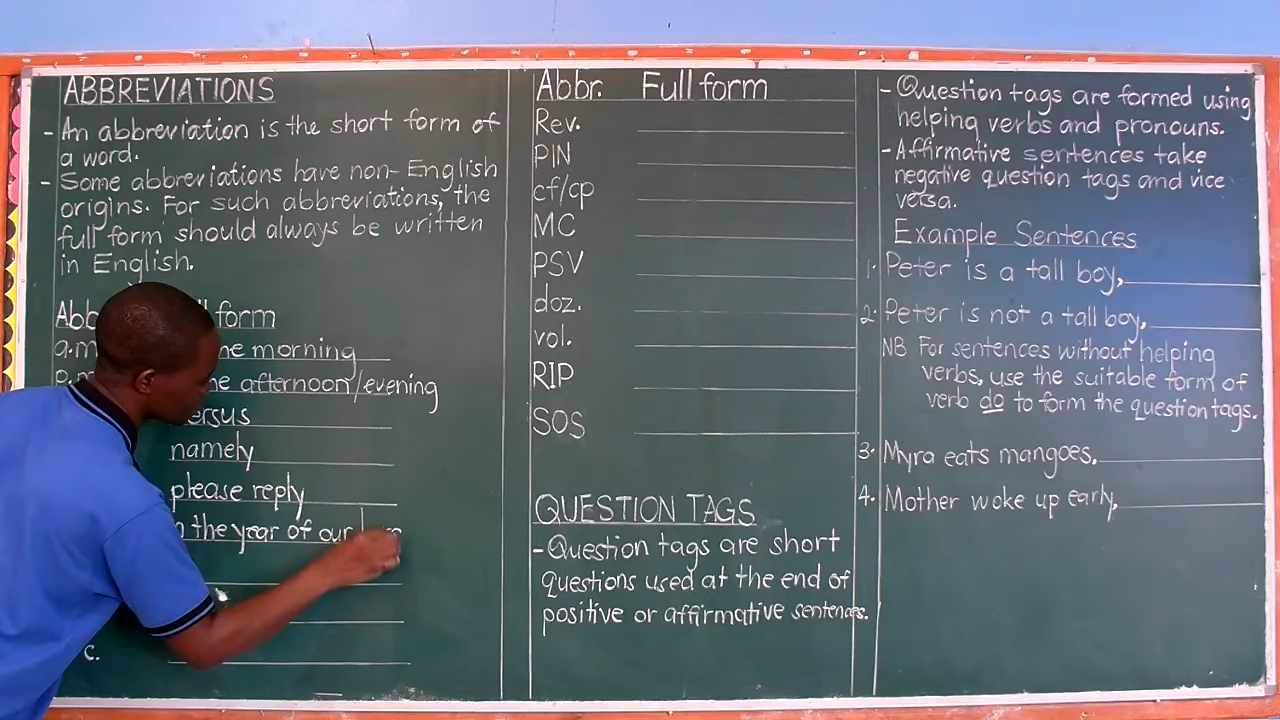 ABBREVIATIONS
- An abbreviation is the short form of
a word.
- Some abbreviations have non-English
origins. For such abbreviations, the
full form should always be written
in English.
form
morning
afternoon/evening
namely
please reply
the year of our
c.
Abbr. Full form
Rev.
PIN
cf/cp
MC
PSV
doz.
vol.
RIP
SOS
QUESTION TAGS
- Question tags are short
questions used at the end of
positive or affirmative sentences.
- Question tags are formed using
helping verbs and pronouns.
- Affirmative sentences take
negative question tags and vice
versa.
Example Sentences
1. Peter is a tall boy,
2. Peter is not a tall boy,
NB For sentences without helping
verbs, use the suitable form of
verb do to form the question tags.
3. Myra eats mangoes,
4. Mother woke up early,